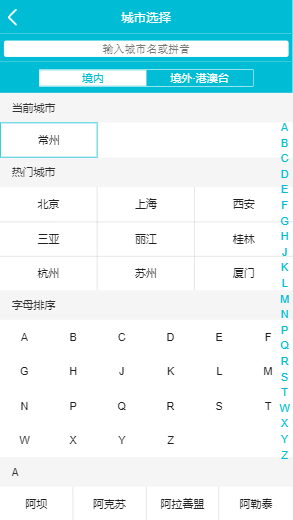 城市选择
输入城市名或拼音
境内 境外·港澳台
当前城市
常州
热门城市
北京 上海 西安
三亚 丽江 桂林
杭州 苏州 厦门
字母排序
A B C D E F
G H J K L M
N P Q R S T
W X Y Z
A
阿坝 阿克苏 阿拉善盟 阿勒泰
A
B
C
D
E
F
G
H
J
K
L
M
N
P
Q
R
S
T
W
X
Y
Z